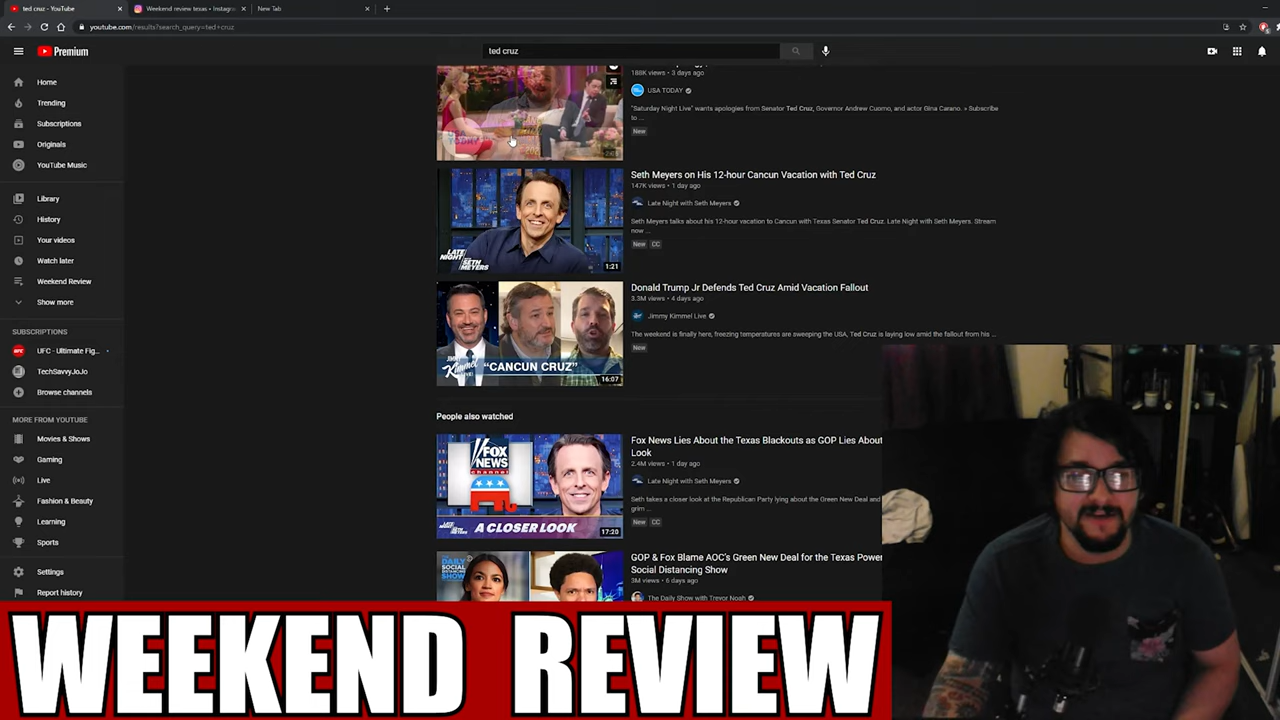 ted cruz - YouTube
Weekend review texas • Instagra
New Tab
youtube.com/results?search_query=ted+cruz
Premium
ted cruz
Home
Trending
Subscriptions
Originals
YouTube Music
Library
History
Your videos
Watch later
Weekend Review
Show more
SUBSCRIPTIONS
UFC - Ultimate Fig...
TechSavvyJoJo
Browse channels
MORE FROM YOUTUBE
Movies & Shows
Gaming
Live
Fashion & Beauty
Learning
Sports
Settings
Report history
188K views • 3 days ago
USA TODAY
"Saturday Night Live" wants apologies from Senator Ted Cruz, Governor Andrew Cuomo, and actor Gina Carano. » Subscribe
to ...
New
LATE
NIGHT
SETH
MEYERS
1:21
Seth Meyers on His 12-hour Cancun Vacation with Ted Cruz
147K views • 1 day ago
Late Night with Seth Meyers
Seth Meyers talks about his 12-hour vacation to Cancun with Texas Senator Ted Cruz. Late Night with Seth Meyers. Stream
now ...
New CC
"CANCUN CRUZ"
16:07
Donald Trump Jr Defends Ted Cruz Amid Vacation Fallout
3.3M views • 4 days ago
Jimmy Kimmel Live
The weekend is finally here, freezing temperatures are sweeping the USA, Ted Cruz is laying low amid the fallout from his ...
New
People also watched
FOX
NEWS
channel
A CLOSER LOOK
17:20
Fox News Lies About the Texas Blackouts as GOP Lies About
Look
2.4M views • 1 day ago
Late Night with Seth Meyers
Seth takes a closer look at the Republican Party lying about the Green New Deal and
grim ...
New CC
THE DAILY
SOCIAL
DISTANCING
SHOW
GOP & Fox Blame AOC's Green New Deal for the Texas Power
Social Distancing Show
3M views • 6 days ago
The Daily Show with Trevor Noah
WEEKEND REVIEW